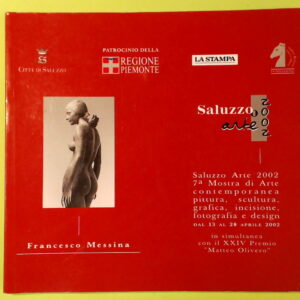 PATROCINIO DELLA
CITTÀ DI SALUZZO
REGIONE
PIEMONTE
LA STAMPA
Saluzzo
arte
2002
Saluzzo Arte 2002
7ª Mostra di Arte
contemporanea
pittura, scultura,
grafica, incisione,
fotografia e design
DAL 13 AL 28 APRILE 2002
in simultanea
con il XXIV Premio
"Matteo Olivero"
Francesco Messina